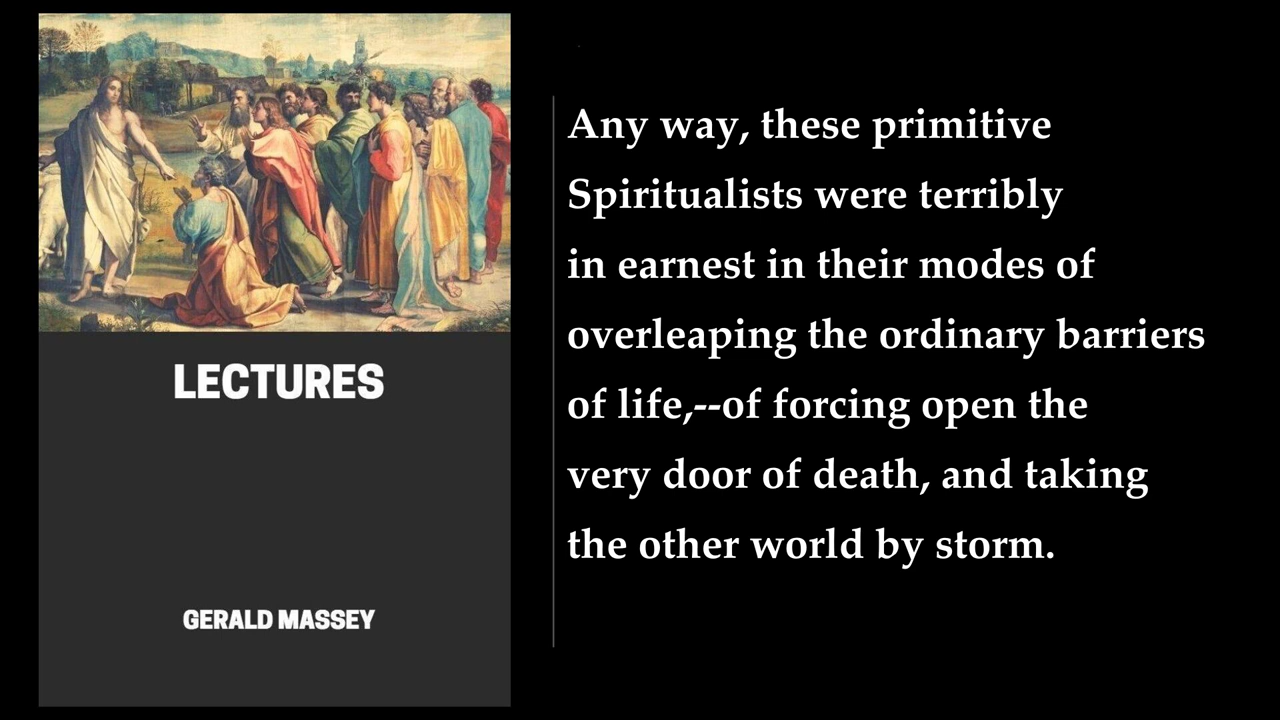 LECTURES
GERALD MASSEY
Any way, these primitive
Spiritualists were terribly
in earnest in their modes of
overleaping the ordinary barriers
of life,--of forcing open the
very door of death, and taking
the other world by storm.